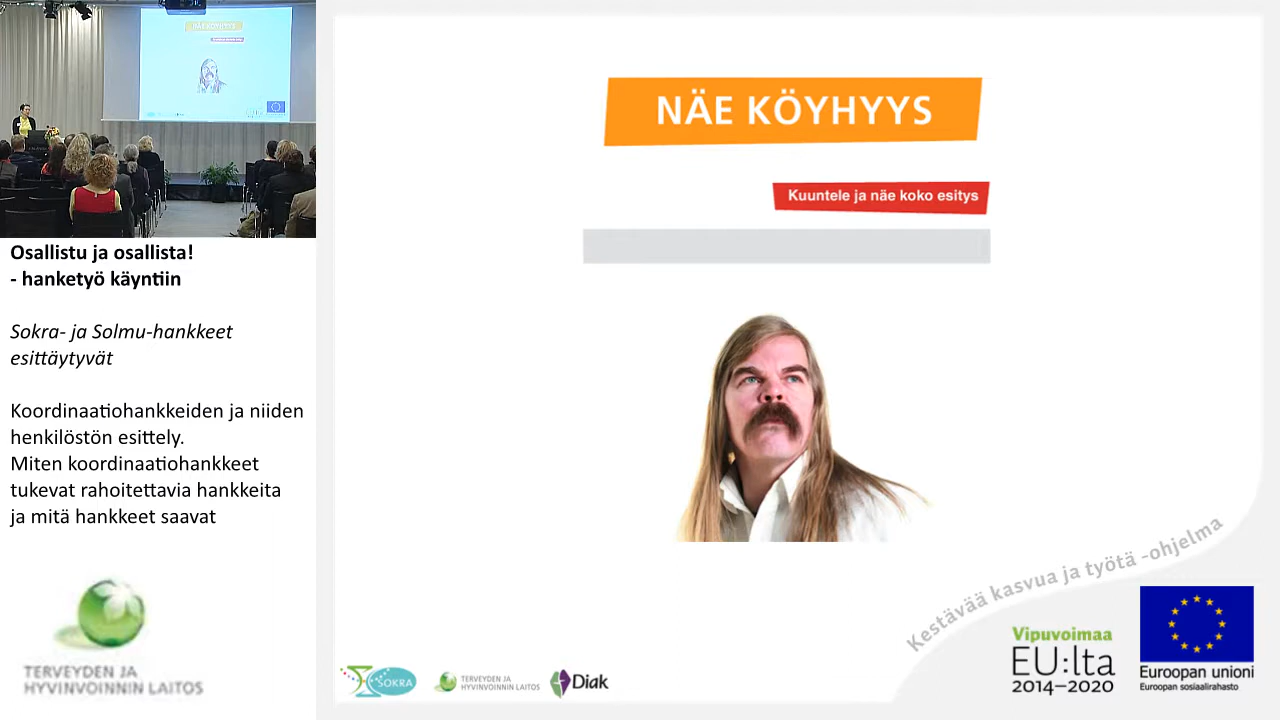 NÄE KÖYHYYS
Kuuntele ja näe koko esitys
Osallistu ja osallista!
- hanketyö käyntiin
Sokra- ja Solmu-hankkeet
esittäytyvät
Koordinaatiohankkeiden ja niiden
henkilöstön esittely.
Miten koordinaatiohankkeet
tukevat rahoitettavia hankkeita
ja mitä hankkeet saavat
TERVEYDEN JA
HYVINVOINNIN LAITOS
SOKRA
TERVEYDEN JA
HYVINVOINNIN LAITOS
Diak
Kestävää kasvua ja työtä -ohjelma
Vipuvoimaa
EU:lta
2014–2020
Euroopan unioni
Euroopan sosiaalirahasto